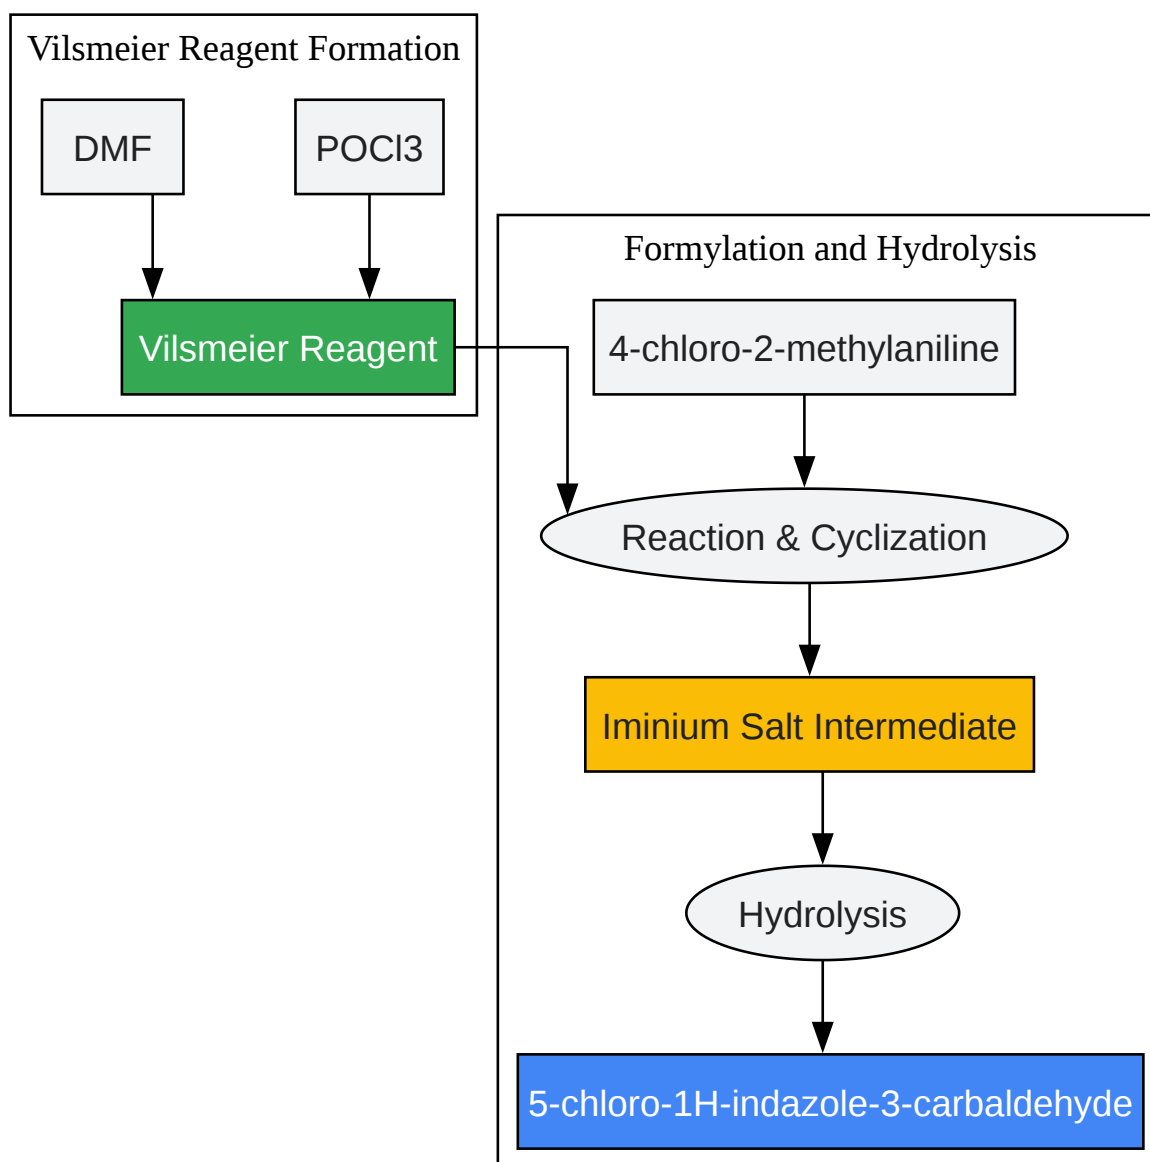 Vilsmeier Reagent Formation
DMF
POCl3
Vilsmeier Reagent
Formylation and Hydrolysis
4-chloro-2-methylaniline
Reaction & Cyclization
Iminium Salt Intermediate
Hydrolysis
5-chloro-1H-indazole-3-carbaldehyde